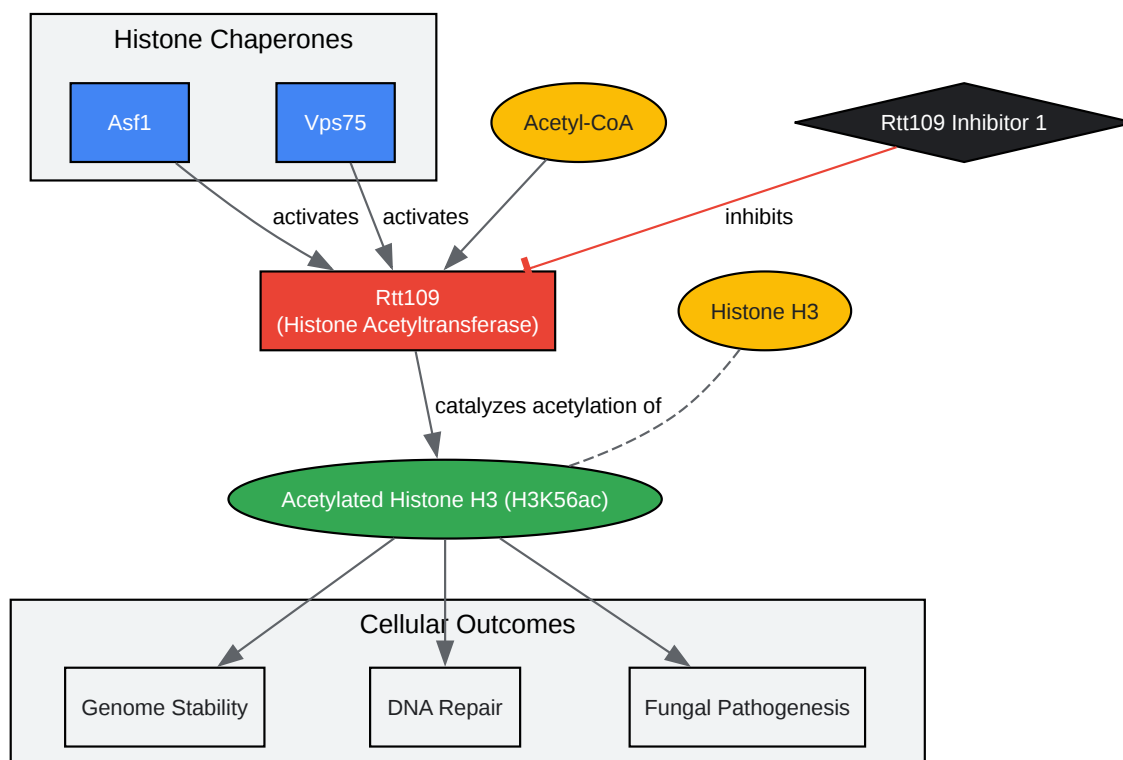 Histone Chaperones
Asf1
Vps75
Acetyl-CoA
Rtt109 Inhibitor 1
activates
activates
inhibits
Rtt109
(Histone Acetyltransferase)
Histone H3
catalyzes acetylation of
Acetylated Histone H3 (H3K56ac)
Cellular Outcomes
Genome Stability
DNA Repair
Fungal Pathogenesis